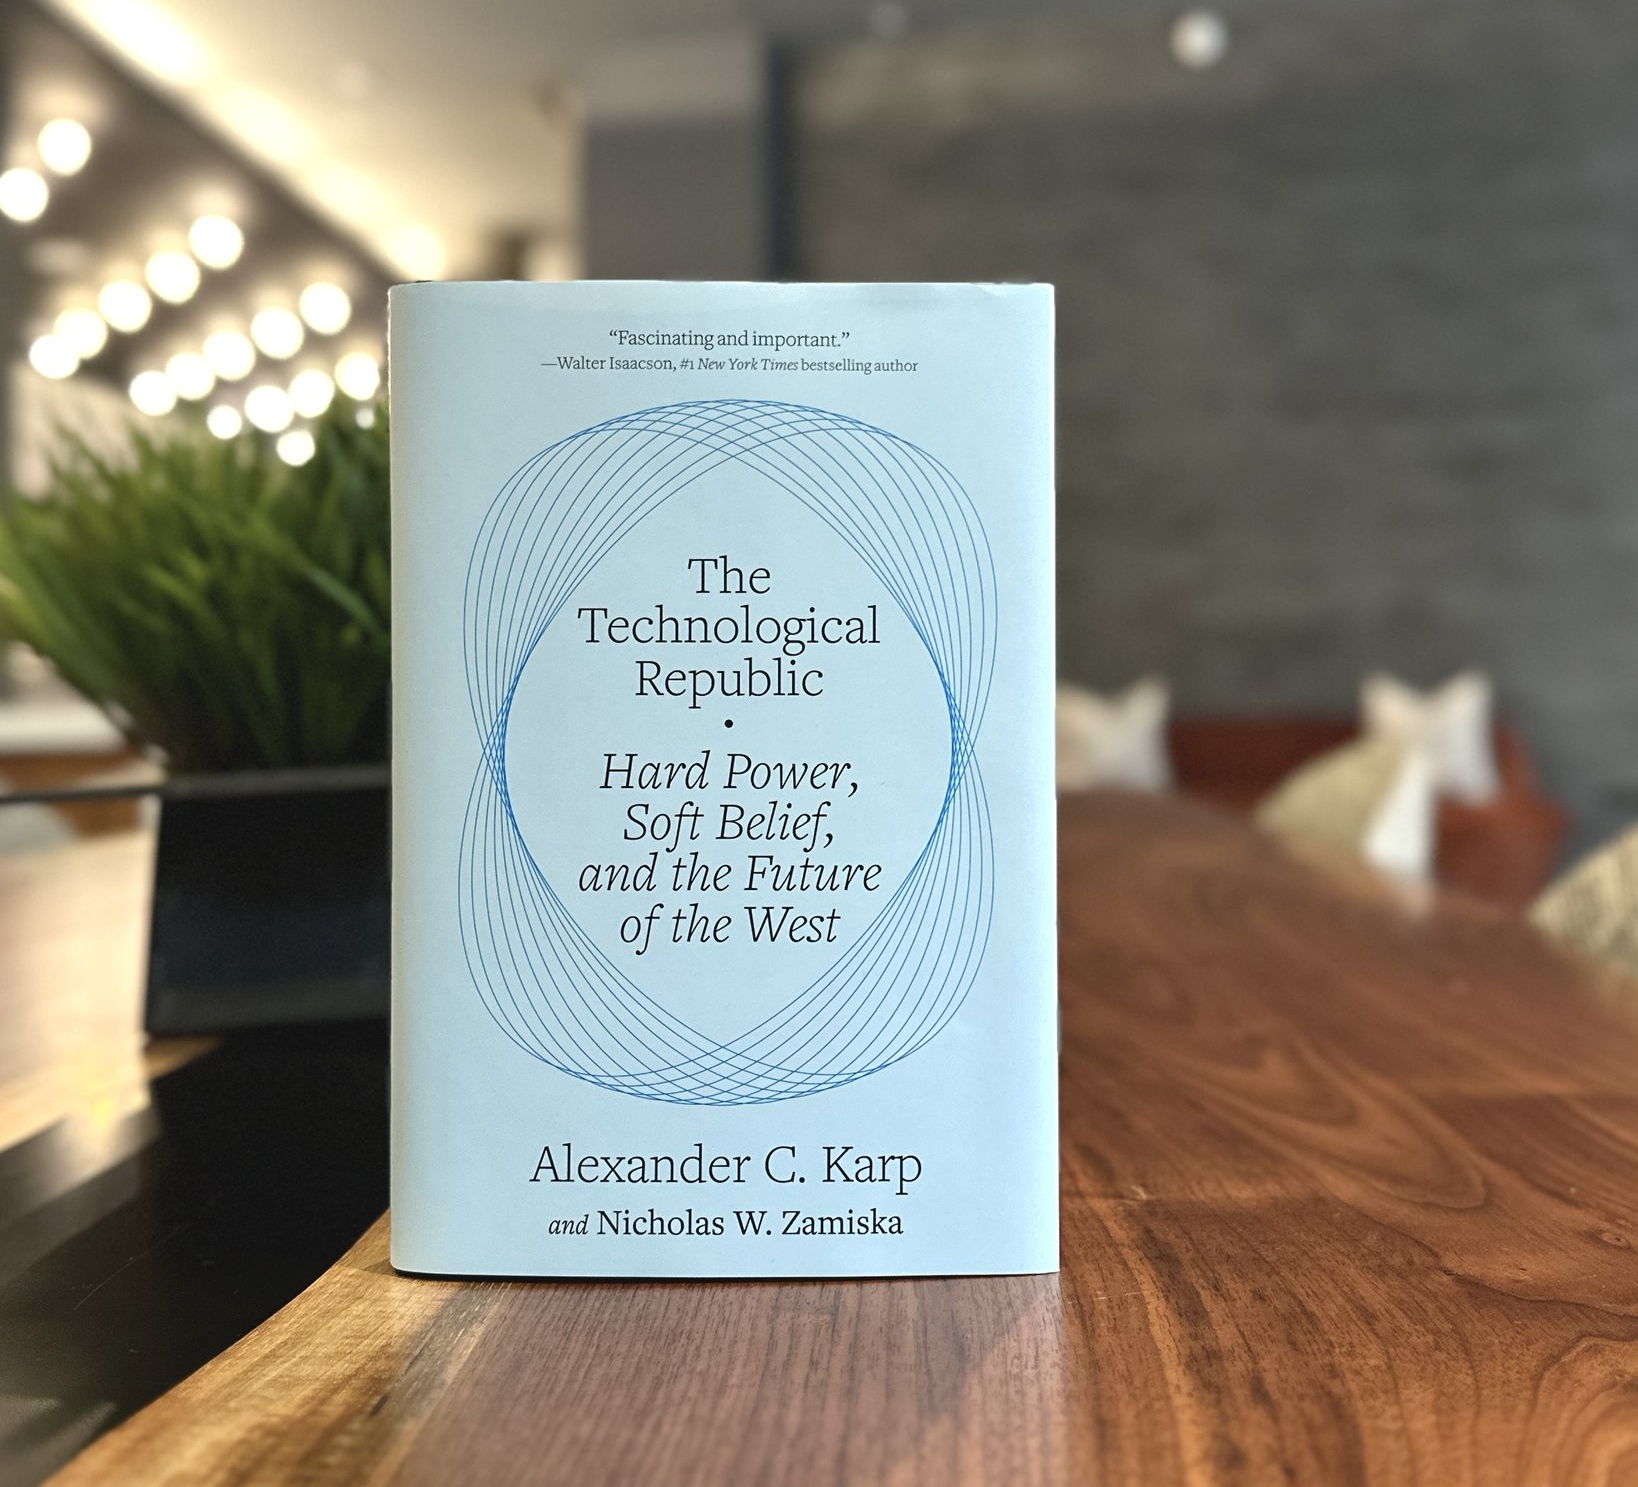 “Fascinating and important.”
—Walter Isaacson, #1 New York Times bestselling author
The
Technological
Republic
•
Hard Power,
Soft Belief,
and the Future
of the West
Alexander C. Karp
and Nicholas W. Zamiska